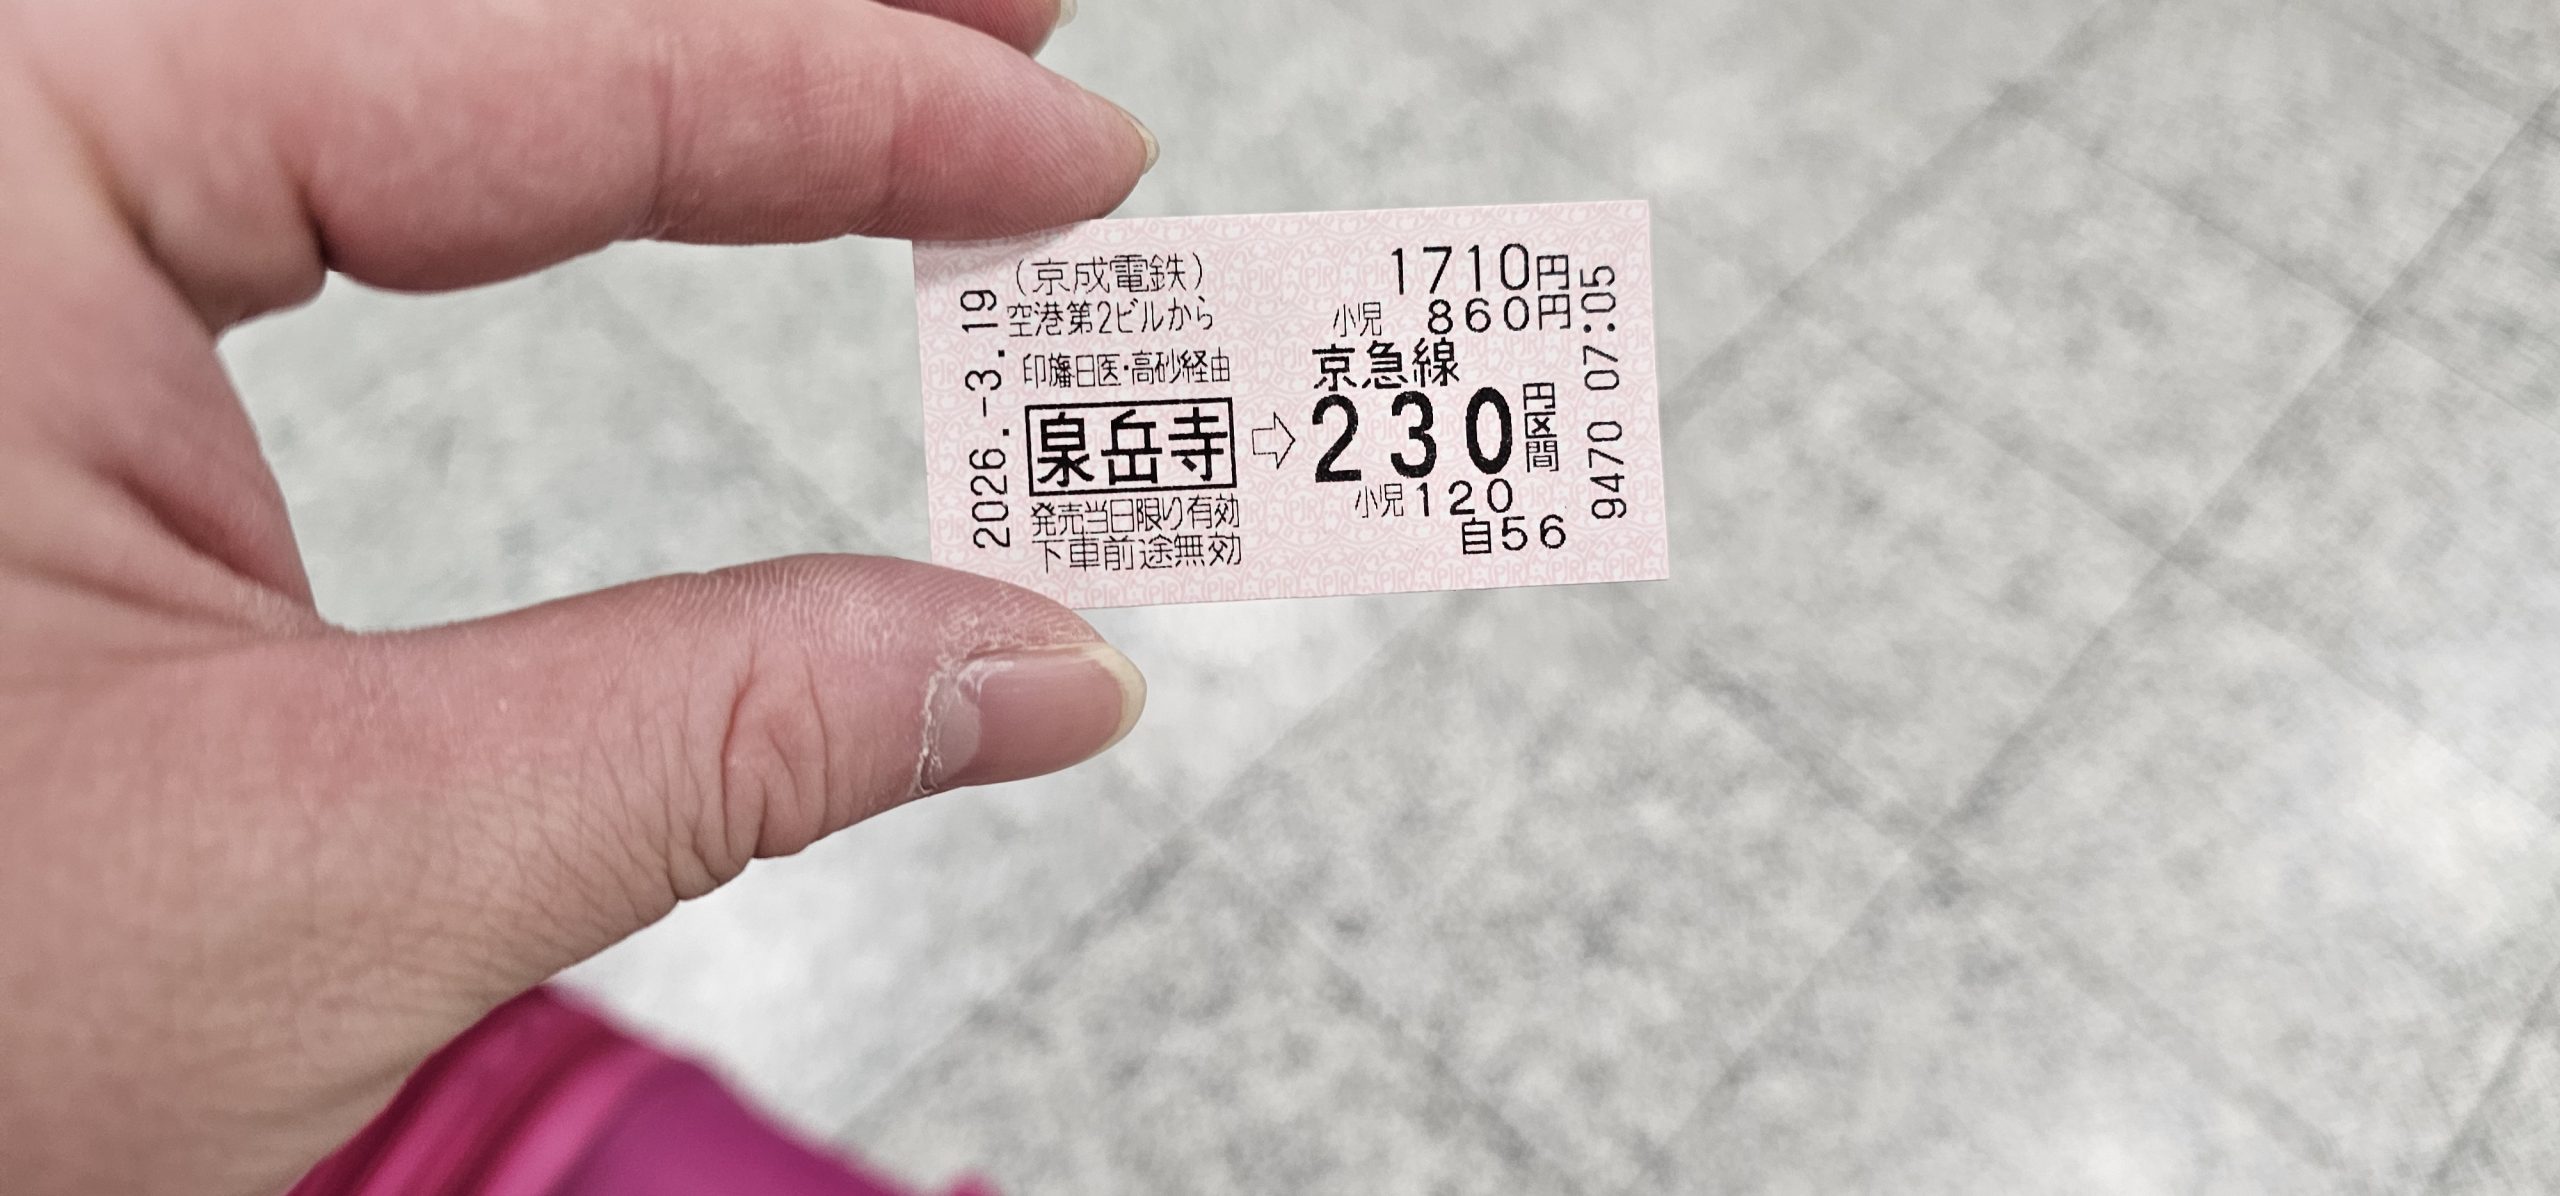 (京成電鉄)
空港第2ビルから
印旛日医・高砂経由
泉岳寺
発売当日限り有効
下車前途無効
2026.-3.19
1710円
小児 860円
京急線
⇨ 230円区間
小児120
自56
9470 07:05